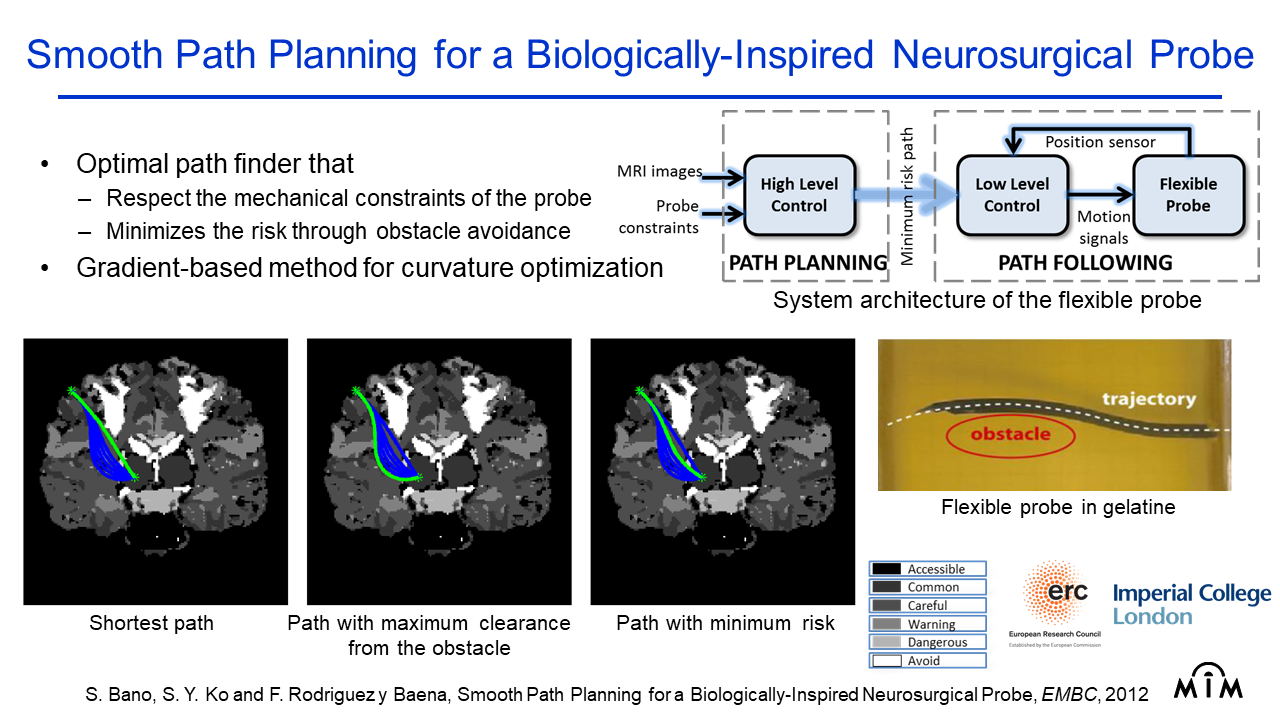 Smooth Path Planning for a Biologically-Inspired Neurosurgical Probe
• Optimal path finder that
– Respect the mechanical constraints of the probe
– Minimizes the risk through obstacle avoidance
• Gradient-based method for curvature optimization
MRI images
Probe
constraints
High Level
Control
PATH PLANNING
Minimum risk path
Position sensor
Low Level
Control
Motion
signals
Flexible
Probe
PATH FOLLOWING
System architecture of the flexible probe
Shortest path
Path with maximum clearance
from the obstacle
Path with minimum risk
trajectory
obstacle
Flexible probe in gelatine
Accessible
Common
Careful
Warning
Dangerous
Avoid
erc
European Research Council
Established by the European Commission
Imperial College
London
S. Bano, S. Y. Ko and F. Rodriguez y Baena, Smooth Path Planning for a Biologically-Inspired Neurosurgical Probe, EMBC, 2012
MIM